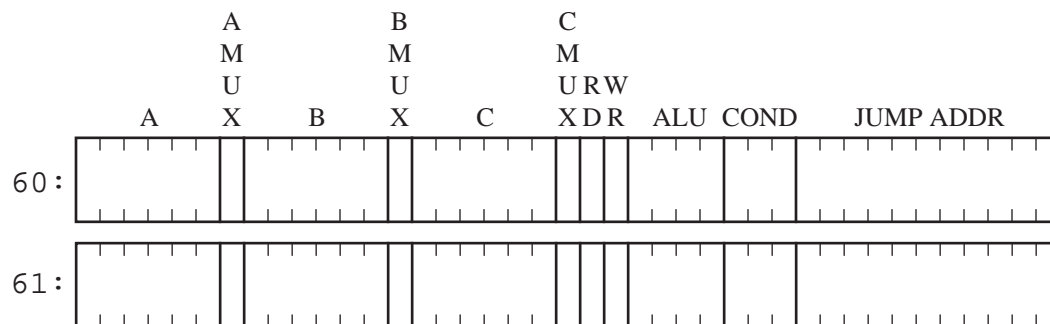 A B C
M M M
U U U R W
A X B X C X D R ALU COND JUMP ADDR
60:
61: